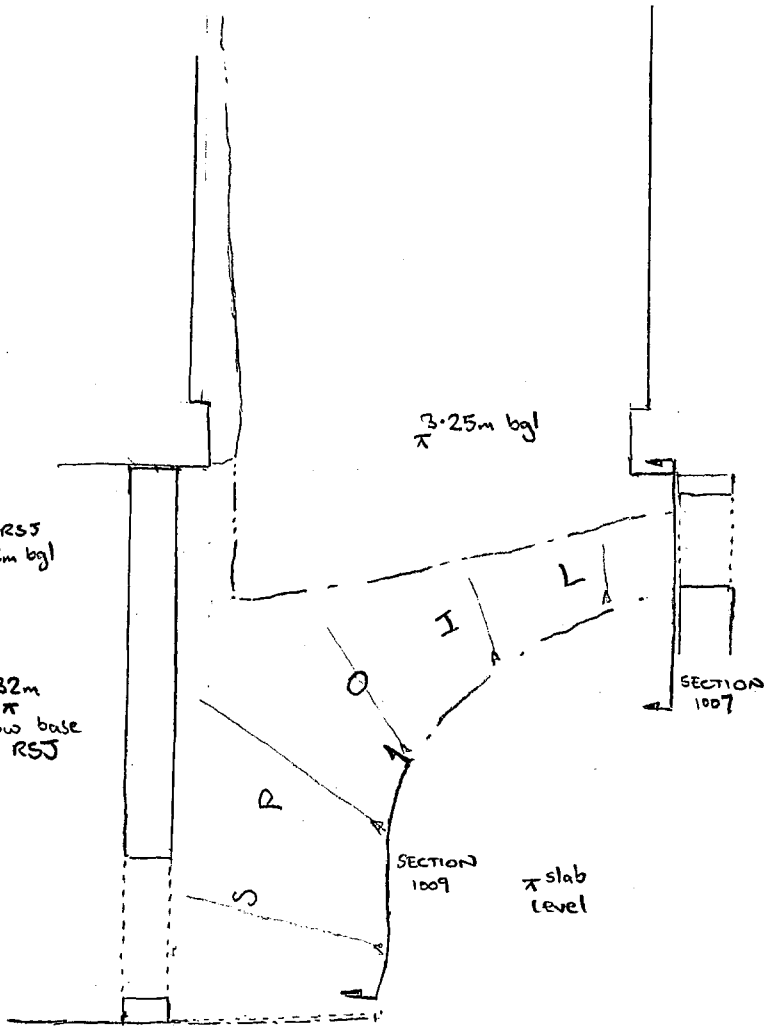 3.25m bgl
RSJ
m bgl
32m
base
RSJ
S
O
I
L
SECTION
1007
SECTION
1009
slab
level